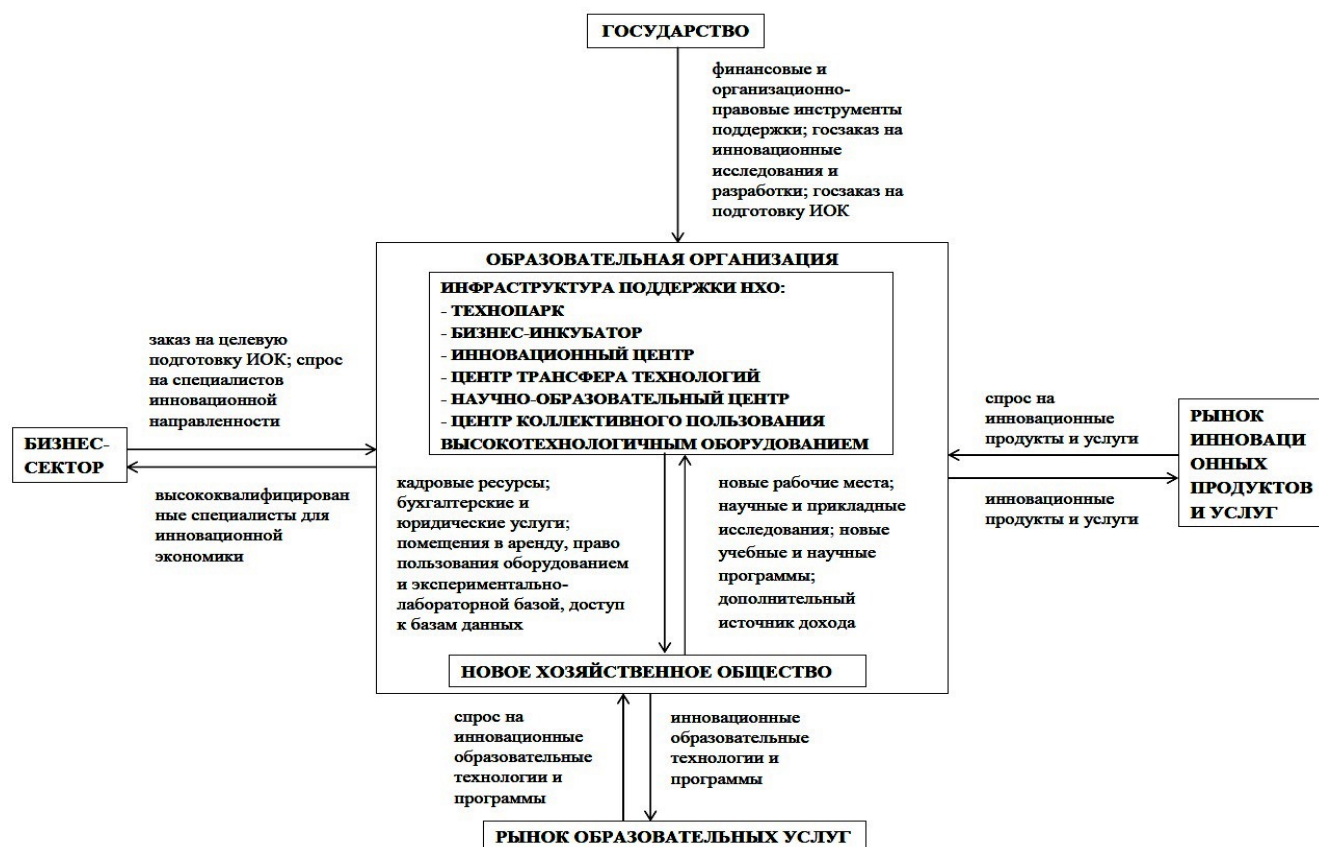 ГОСУДАРСТВО
финансовые и
организационно-
правовые инструменты
поддержки; госзаказ на
инновационные
исследования и
разработки; госзаказ на
подготовку ИОК
ОБРАЗОВАТЕЛЬНАЯ ОРГАНИЗАЦИЯ
ИНФРАСТРУКТУРА ПОДДЕРЖКИ НХО:
- ТЕХНОПАРК
- БИЗНЕС-ИНКУБАТОР
- ИННОВАЦИОННЫЙ ЦЕНТР
- ЦЕНТР ТРАНСФЕРА ТЕХНОЛОГИЙ
- НАУЧНО-ОБРАЗОВАТЕЛЬНЫЙ ЦЕНТР
- ЦЕНТР КОЛЛЕКТИВНОГО ПОЛЬЗОВАНИЯ
ВЫСОКОТЕХНОЛОГИЧНЫМ ОБОРУДОВАНИЕМ
заказ на целевую
подготовку ИОК; спрос
на специалистов
инновационной
направленности
БИЗНЕС-
СЕКТОР
высококвалифицирован
ные специалисты для
инновационной
экономики
спрос на
инновационные
продукты и услуги
РЫНОК
ИННОВАЦИ
ОННЫХ
ПРОДУКТОВ
И УСЛУГ
инновационные
продукты и услуги
кадровые ресурсы;
бухгалтерские и
юридические услуги;
помещения в аренду, право
пользования оборудованием
и экспериментально-
лабораторной базой, доступ
к базам данных
новые рабочие места;
научные и прикладные
исследования; новые
учебные и научные
программы;
дополнительный
источник дохода
НОВОЕ ХОЗЯЙСТВЕННОЕ ОБЩЕСТВО
спрос на
инновационные
образовательные
технологии и
программы
инновационные
образовательные
технологии и
программы
РЫНОК ОБРАЗОВАТЕЛЬНЫХ УСЛУГ